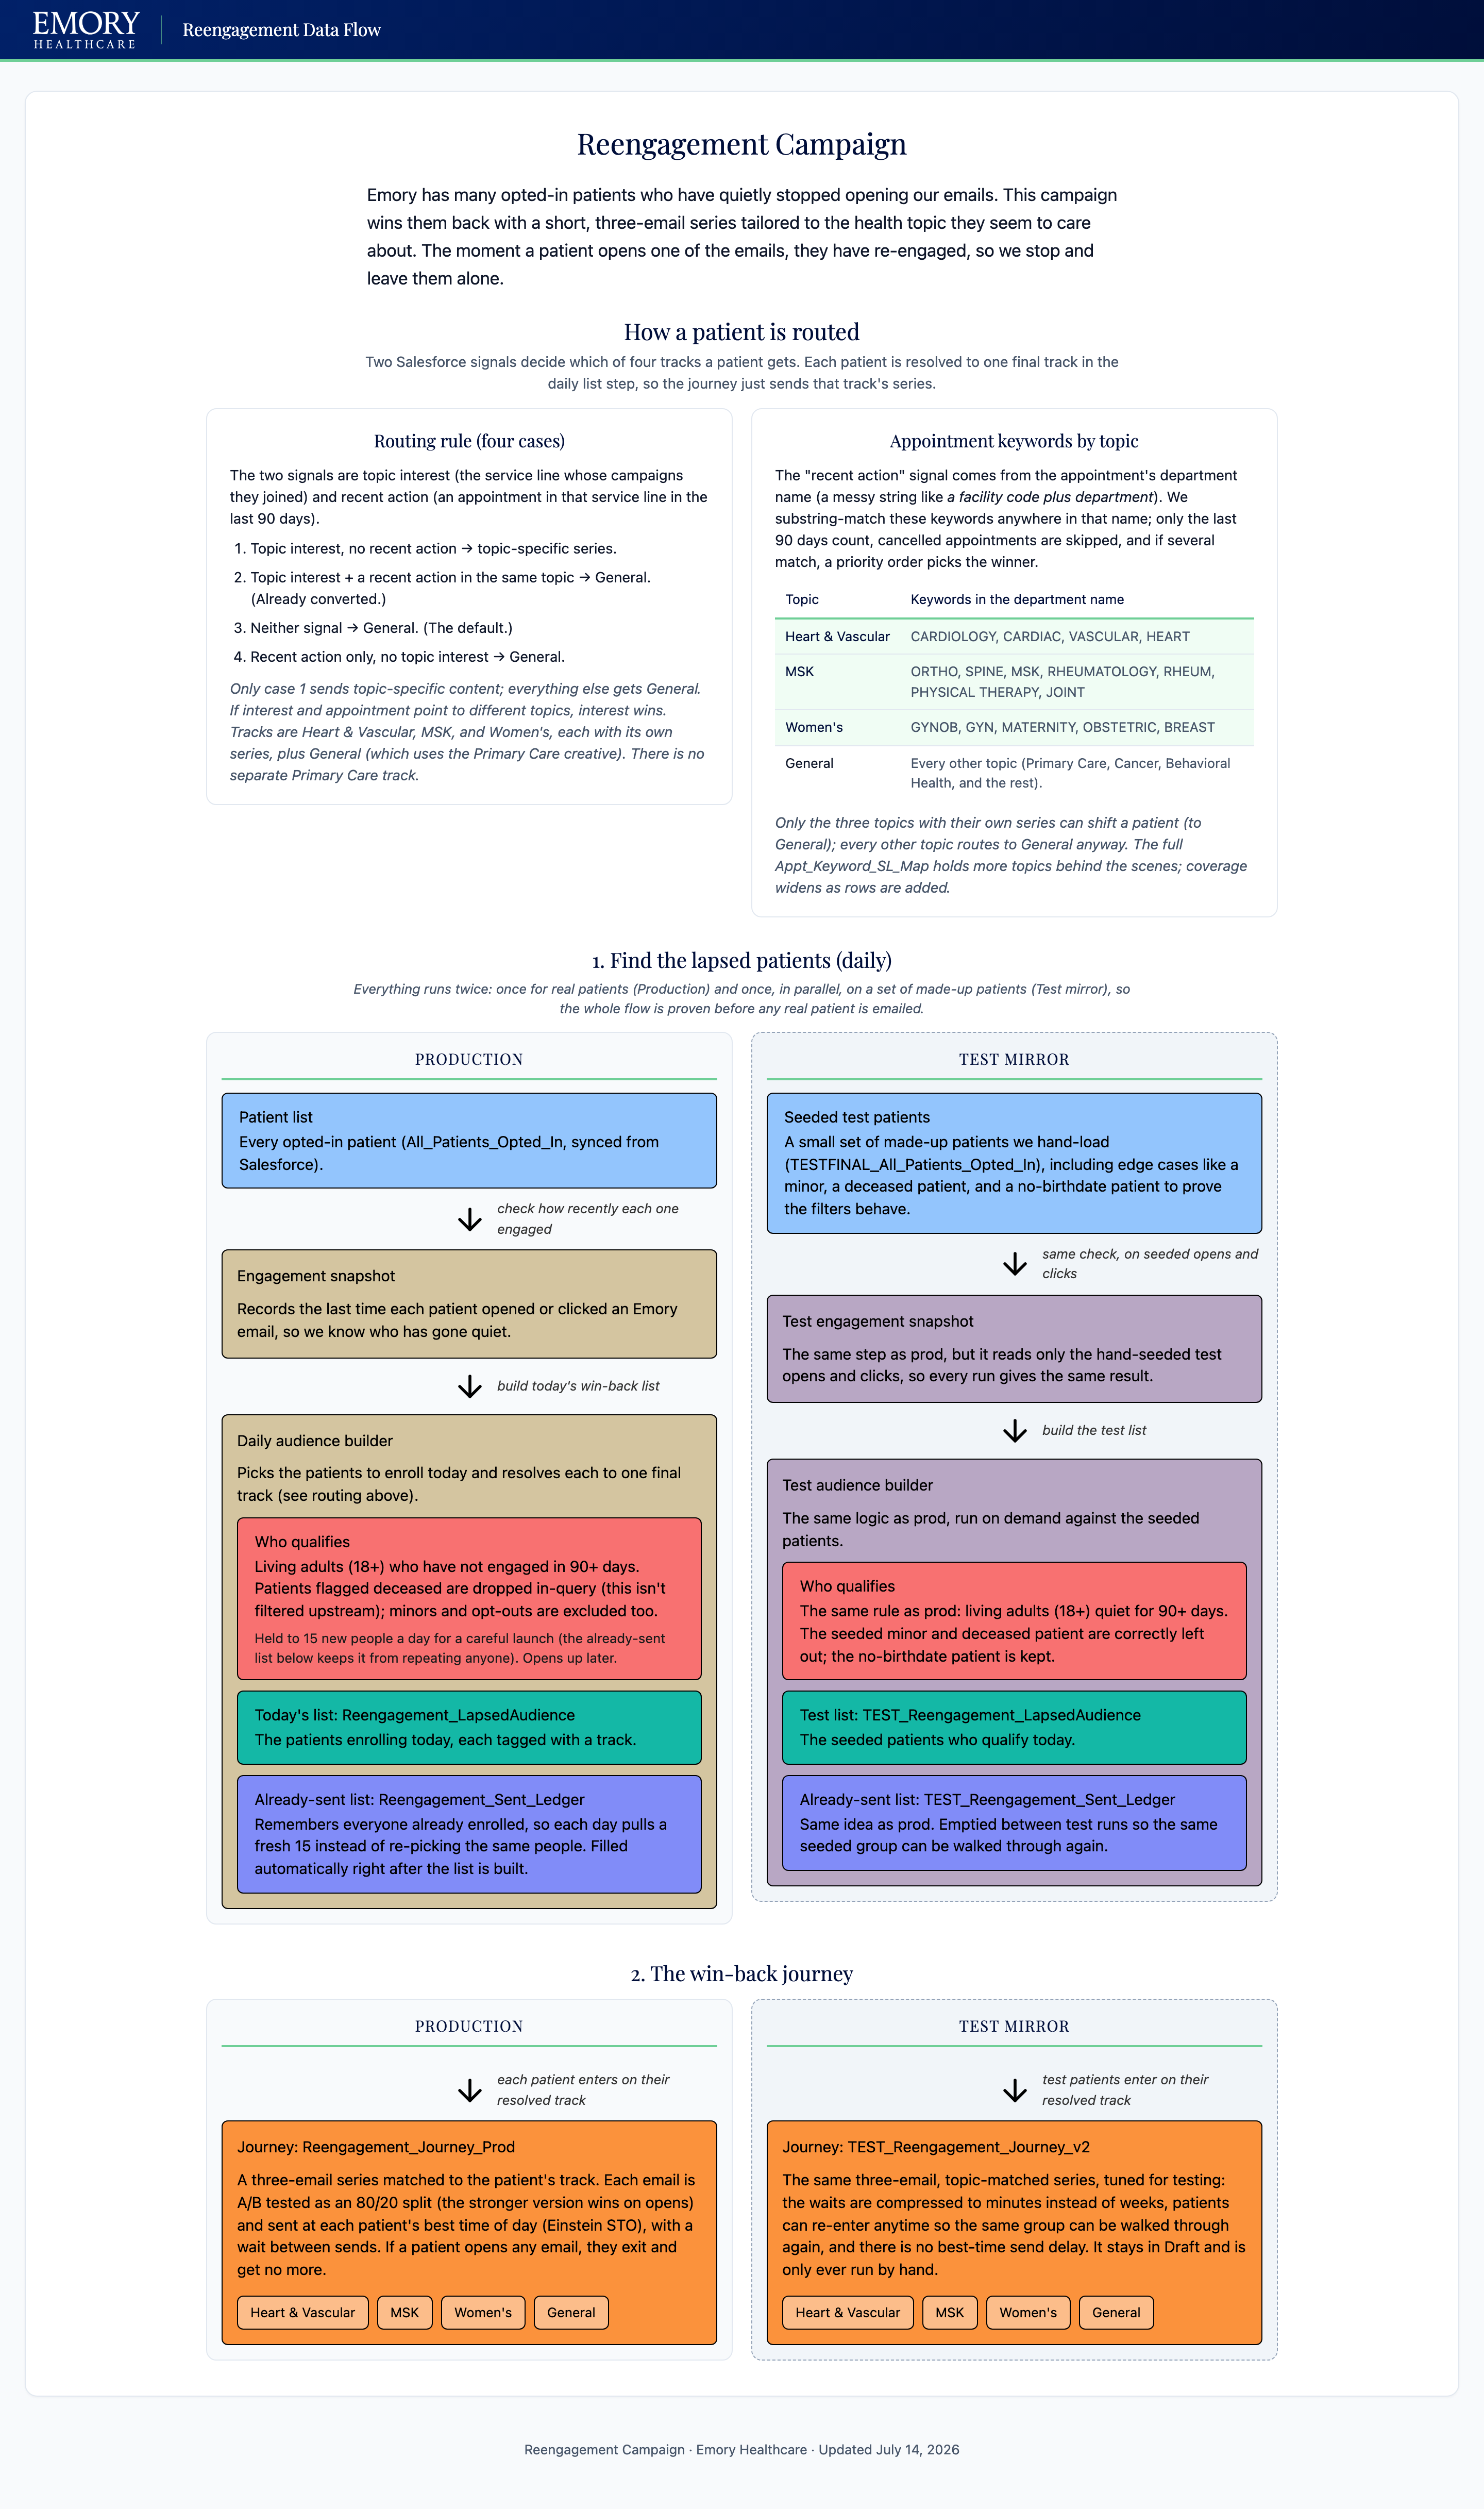 EMORY
HEALTHCARE
Reengagement Data Flow
Reengagement Campaign
Emory has many opted-in patients who have quietly stopped opening our emails. This campaign
wins them back with a short, three-email series tailored to the health topic they seem to care
about. The moment a patient opens one of the emails, they have re-engaged, so we stop and
leave them alone.
How a patient is routed
Two Salesforce signals decide which of four tracks a patient gets. Each patient is resolved to one final track in the
daily list step, so the journey just sends that track's series.
Routing rule (four cases)
The two signals are topic interest (the service line whose campaigns
they joined) and recent action (an appointment in that service line in the
last 90 days).
1. Topic interest, no recent action → topic-specific series.
2. Topic interest + a recent action in the same topic → General.
(Already converted.)
3. Neither signal → General. (The default.)
4. Recent action only, no topic interest → General.
Only case 1 sends topic-specific content; everything else gets General.
If interest and appointment point to different topics, interest wins.
Tracks are Heart & Vascular, MSK, and Women's, each with its own
series, plus General (which uses the Primary Care creative). There is no
separate Primary Care track.
Appointment keywords by topic
The "recent action" signal comes from the appointment's department
name (a messy string like a facility code plus department). We
substring-match these keywords anywhere in that name; only the last
90 days count, cancelled appointments are skipped, and if several
match, a priority order picks the winner.
Topic Keywords in the department name
Heart & Vascular CARDIOLOGY, CARDIAC, VASCULAR, HEART
MSK ORTHO, SPINE, MSK, RHEUMATOLOGY, RHEUM,
PHYSICAL THERAPY, JOINT
Women's GYNOB, GYN, MATERNITY, OBSTETRIC, BREAST
General Every other topic (Primary Care, Cancer, Behavioral
Health, and the rest).
Only the three topics with their own series can shift a patient (to
General); every other topic routes to General anyway. The full
Appt_Keyword_SL_Map holds more topics behind the scenes; coverage
widens as rows are added.
1. Find the lapsed patients (daily)
Everything runs twice: once for real patients (Production) and once, in parallel, on a set of made-up patients (Test mirror), so
the whole flow is proven before any real patient is emailed.
PRODUCTION
Patient list
Every opted-in patient (All_Patients_Opted_In, synced from
Salesforce).
check how recently each one
engaged
Engagement snapshot
Records the last time each patient opened or clicked an Emory
email, so we know who has gone quiet.
build today's win-back list
Daily audience builder
Picks the patients to enroll today and resolves each to one final
track (see routing above).
Who qualifies
Living adults (18+) who have not engaged in 90+ days.
Patients flagged deceased are dropped in-query (this isn't
filtered upstream); minors and opt-outs are excluded too.
Held to 15 new people a day for a careful launch (the already-sent
list below keeps it from repeating anyone). Opens up later.
Today's list: Reengagement_LapsedAudience
The patients enrolling today, each tagged with a track.
Already-sent list: Reengagement_Sent_Ledger
Remembers everyone already enrolled, so each day pulls a
fresh 15 instead of re-picking the same people. Filled
automatically right after the list is built.
TEST MIRROR
Seeded test patients
A small set of made-up patients we hand-load
(TESTFINAL_All_Patients_Opted_In), including edge cases like a
minor, a deceased patient, and a no-birthdate patient to prove
the filters behave.
same check, on seeded opens and
clicks
Test engagement snapshot
The same step as prod, but it reads only the hand-seeded test
opens and clicks, so every run gives the same result.
build the test list
Test audience builder
The same logic as prod, run on demand against the seeded
patients.
Who qualifies
The same rule as prod: living adults (18+) quiet for 90+ days.
The seeded minor and deceased patient are correctly left
out; the no-birthdate patient is kept.
Test list: TEST_Reengagement_LapsedAudience
The seeded patients who qualify today.
Already-sent list: TEST_Reengagement_Sent_Ledger
Same idea as prod. Emptied between test runs so the same
seeded group can be walked through again.
2. The win-back journey
PRODUCTION
each patient enters on their
resolved track
Journey: Reengagement_Journey_Prod
A three-email series matched to the patient's track. Each email is
A/B tested as an 80/20 split (the stronger version wins on opens)
and sent at each patient's best time of day (Einstein STO), with a
wait between sends. If a patient opens any email, they exit and
get no more.
Heart & Vascular MSK Women's General
TEST MIRROR
test patients enter on their
resolved track
Journey: TEST_Reengagement_Journey_v2
The same three-email, topic-matched series, tuned for testing:
the waits are compressed to minutes instead of weeks, patients
can re-enter anytime so the same group can be walked through
again, and there is no best-time send delay. It stays in Draft and is
only ever run by hand.
Heart & Vascular MSK Women's General
Reengagement Campaign · Emory Healthcare · Updated July 14, 2026